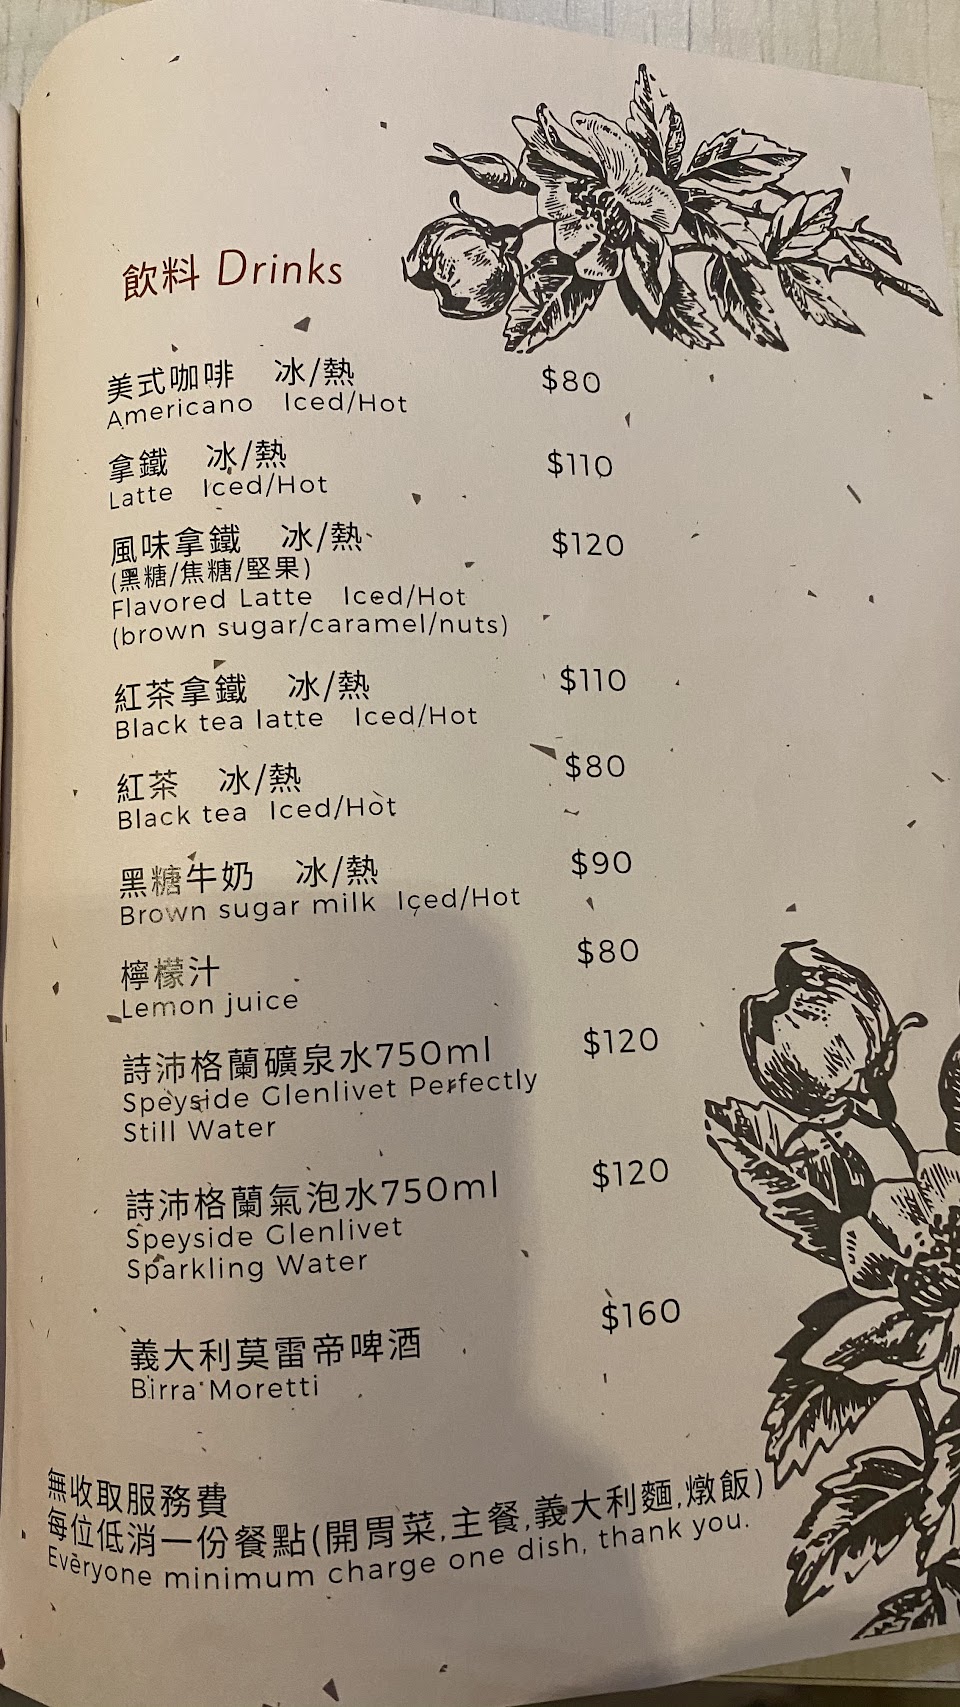 飲料 Drinks
美式咖啡 冰/熱 $80
Americano Iced/Hot
拿鐵 冰/熱 $110
Latte Iced/Hot
風味拿鐵 冰/熱 $120
(黑糖/焦糖/堅果)
Flavored Latte Iced/Hot
(brown sugar/caramel/nuts)
紅茶拿鐵 冰/熱 $110
Black tea latte Iced/Hot
紅茶 冰/熱 $80
Black tea Iced/Hot
黑糖牛奶 冰/熱 $90
Brown sugar milk Iced/Hot
檸檬汁 $80
Lemon juice
詩沛格蘭礦泉水750ml $120
Speyside Glenlivet Perfectly
Still Water
詩沛格蘭氣泡水750ml $120
Speyside Glenlivet
Sparkling Water
義大利莫雷帝啤酒 $160
Birra Moretti
無收取服務費
每位低消一份餐點(開胃菜,主餐,義大利麵,燉飯)
Everyone minimum charge one dish, thank you.